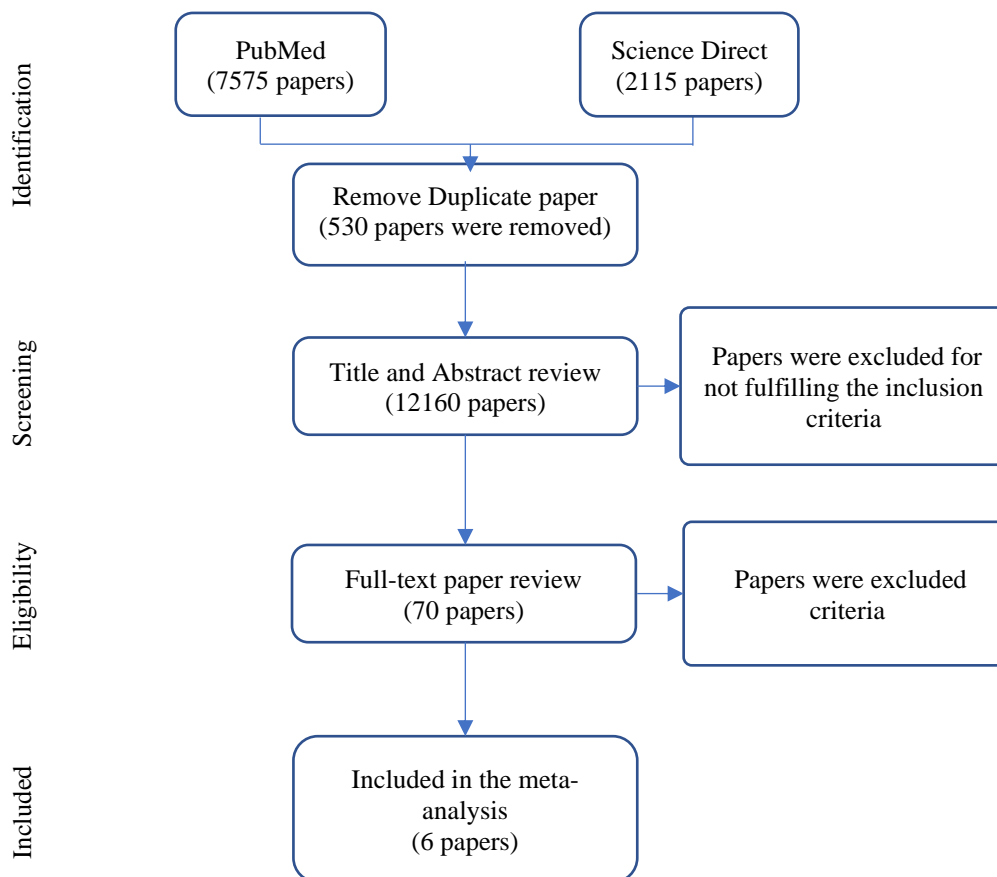 Identification
PubMed
(7575 papers)
Science Direct
(2115 papers)
Remove Duplicate paper
(530 papers were removed)
Screening
Title and Abstract review
(12160 papers)
Papers were excluded for
not fulfilling the inclusion
criteria
Eligibility
Full-text paper review
(70 papers)
Papers were excluded
criteria
Included
Included in the meta-
analysis
(6 papers)